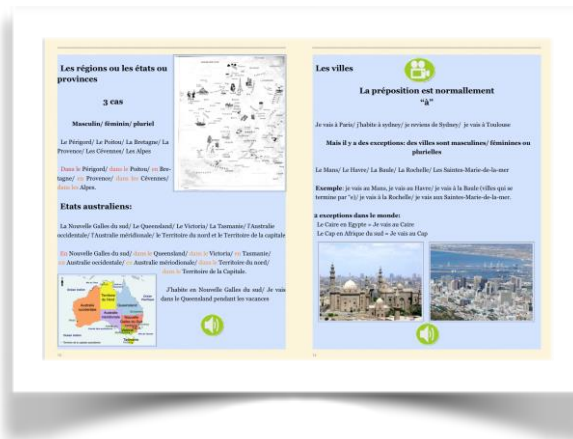 Les régions ou les états ou
provinces
3 cas
Masculin/ féminin/ pluriel
Le Périgord/ Le Poitou/ La Bretagne/ La
Provence/ Les Cévennes/ Les Alpes
Dans le Périgord/ dans le Poitou/ en Bre-
tagne/ en Provence/ dans les Cévennes/
dans les Alpes.
Etats australiens:
La Nouvelle Galles du sud/ Le Queensland/ Le Victoria/ La Tasmanie/ l'Australie
occidentale/ l'Australie méridionale/ le Territoire du nord et le Territoire de la capitale
En Nouvelle Galles du sud/ dans le Queensland/ dans le Victoria/ en Tasmanie/
en Australie occidentale/ en Australie méridionale/ dans le Territoire du nord/
dans le Territoire de la Capitale.
J'habite en Nouvelle Galles du sud/ Je vais
dans le Queensland pendant les vacances
Les villes
La préposition est normallement
"à"
Je vais à Paris/ j'habite à sydney/ je reviens de Sydney/ je vais à Toulouse
Mais il y a des exceptions: des villes sont masculines/ féminines ou
plurielles
Le Mans/ Le Havre/ La Baule/ La Rochelle/ Les Saintes-Marie-de-la-mer
Exemple: je vais au Mans, je vais au Havre/ je vais à la Baule (villes qui se
termine par "e)/ je vais à la Rochelle/ je vais aux Saintes-Marie-de-la-mer.
2 exceptions dans le monde:
Le Caire en Egypte = Je vais au Caire
Le Cap en Afrique du sud = Je vais au Cap